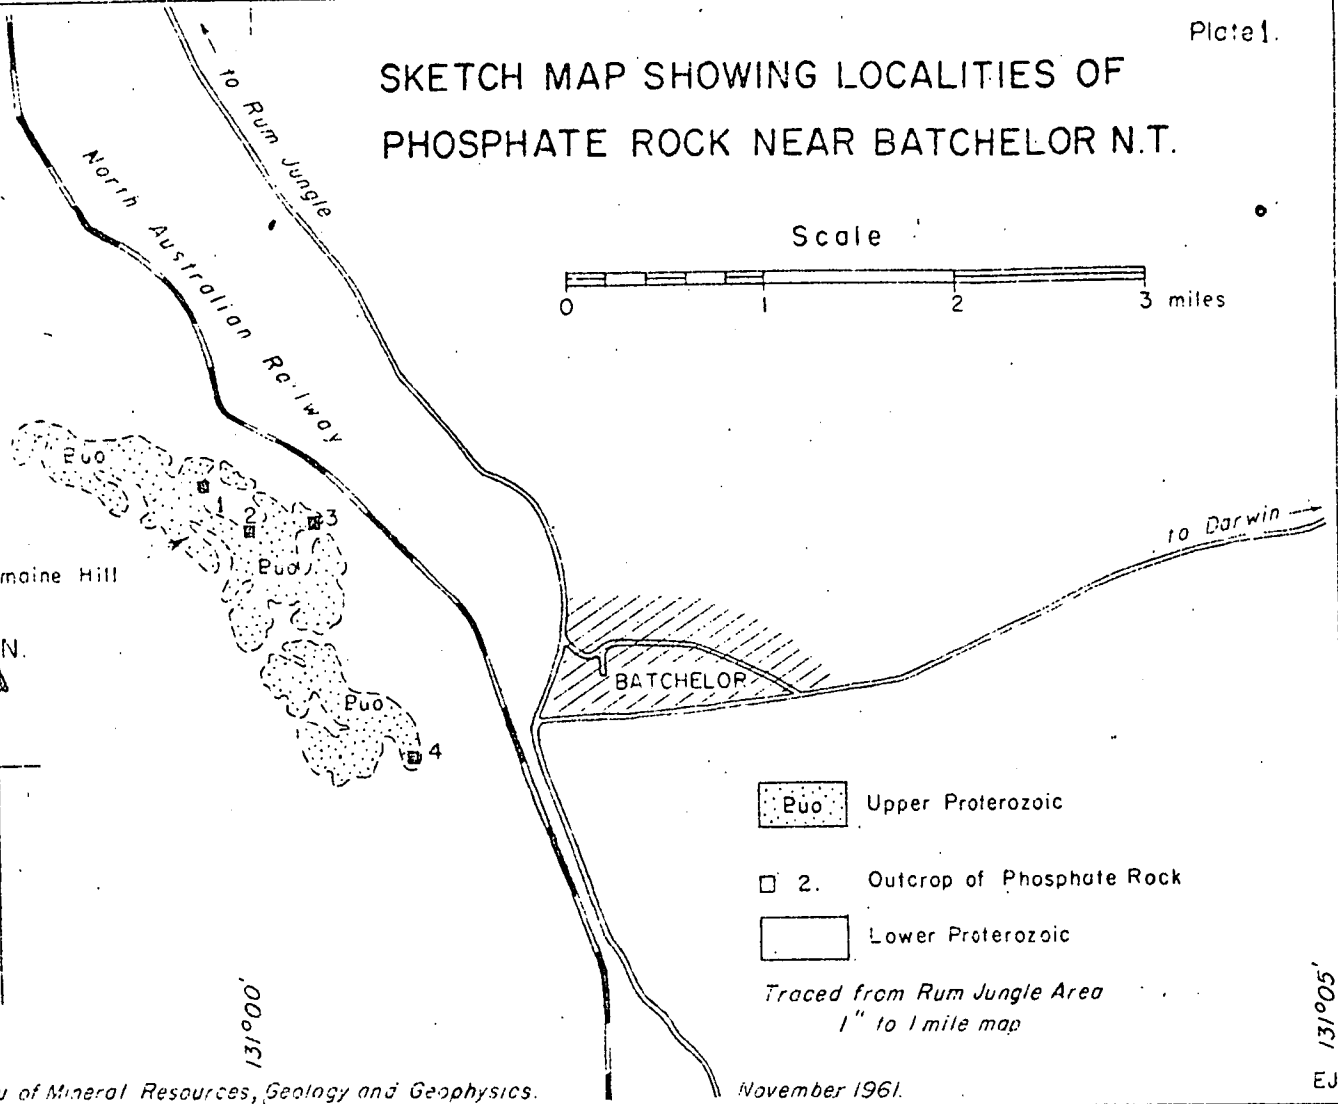 Plate 1.
SKETCH MAP SHOWING LOCALITIES OF
PHOSPHATE ROCK NEAR BATCHELOR N.T.
to Rum Jungle
North Australian Railway
Scale
0 1 2 3 miles
Puo
1
2
3
Puo
maine Hill
N.
to Darwin
BATCHELOR
Puo
4
Puo Upper Proterozoic
2. Outcrop of Phosphate Rock
Lower Proterozoic
Traced from Rum Jungle Area
1" to 1 mile map
131°00'
131°05'
of Mineral Resources, Geology and Geophysics.
November 1961.
EJ